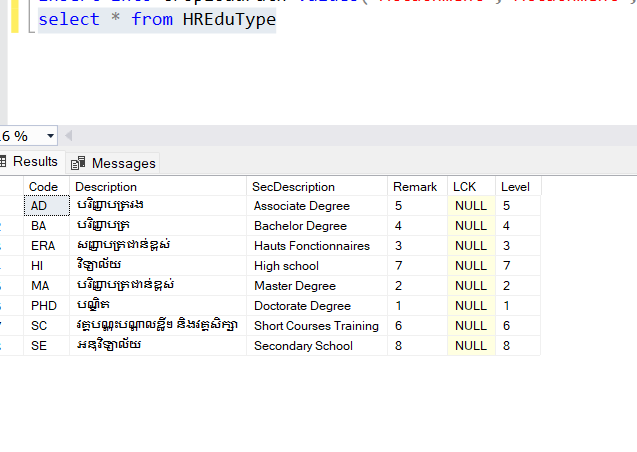 select * from HREduType
.6 %
Results Messages
Code Description SecDescription Remark LCK Level
AD បរិញ្ញាបត្ររង Associate Degree 5 NULL 5
BA បរិញ្ញាបត្រ Bachelor Degree 4 NULL 4
ERA សញ្ញាបត្រជាន់ខ្ពស់ Hauts Fonctionnaires 3 NULL 3
HI វិទ្យាល័យ High school 7 NULL 7
MA បរិញ្ញាបត្រជាន់ខ្ពស់ Master Degree 2 NULL 2
PHD បណ្ឌិត Doctorate Degree 1 NULL 1
SC វគ្គបណ្ដុះបណ្ដាលខ្លីៗ និងវគ្គសិក្សា Short Courses Training 6 NULL 6
SE អនុវិទ្យាល័យ Secondary School 8 NULL 8